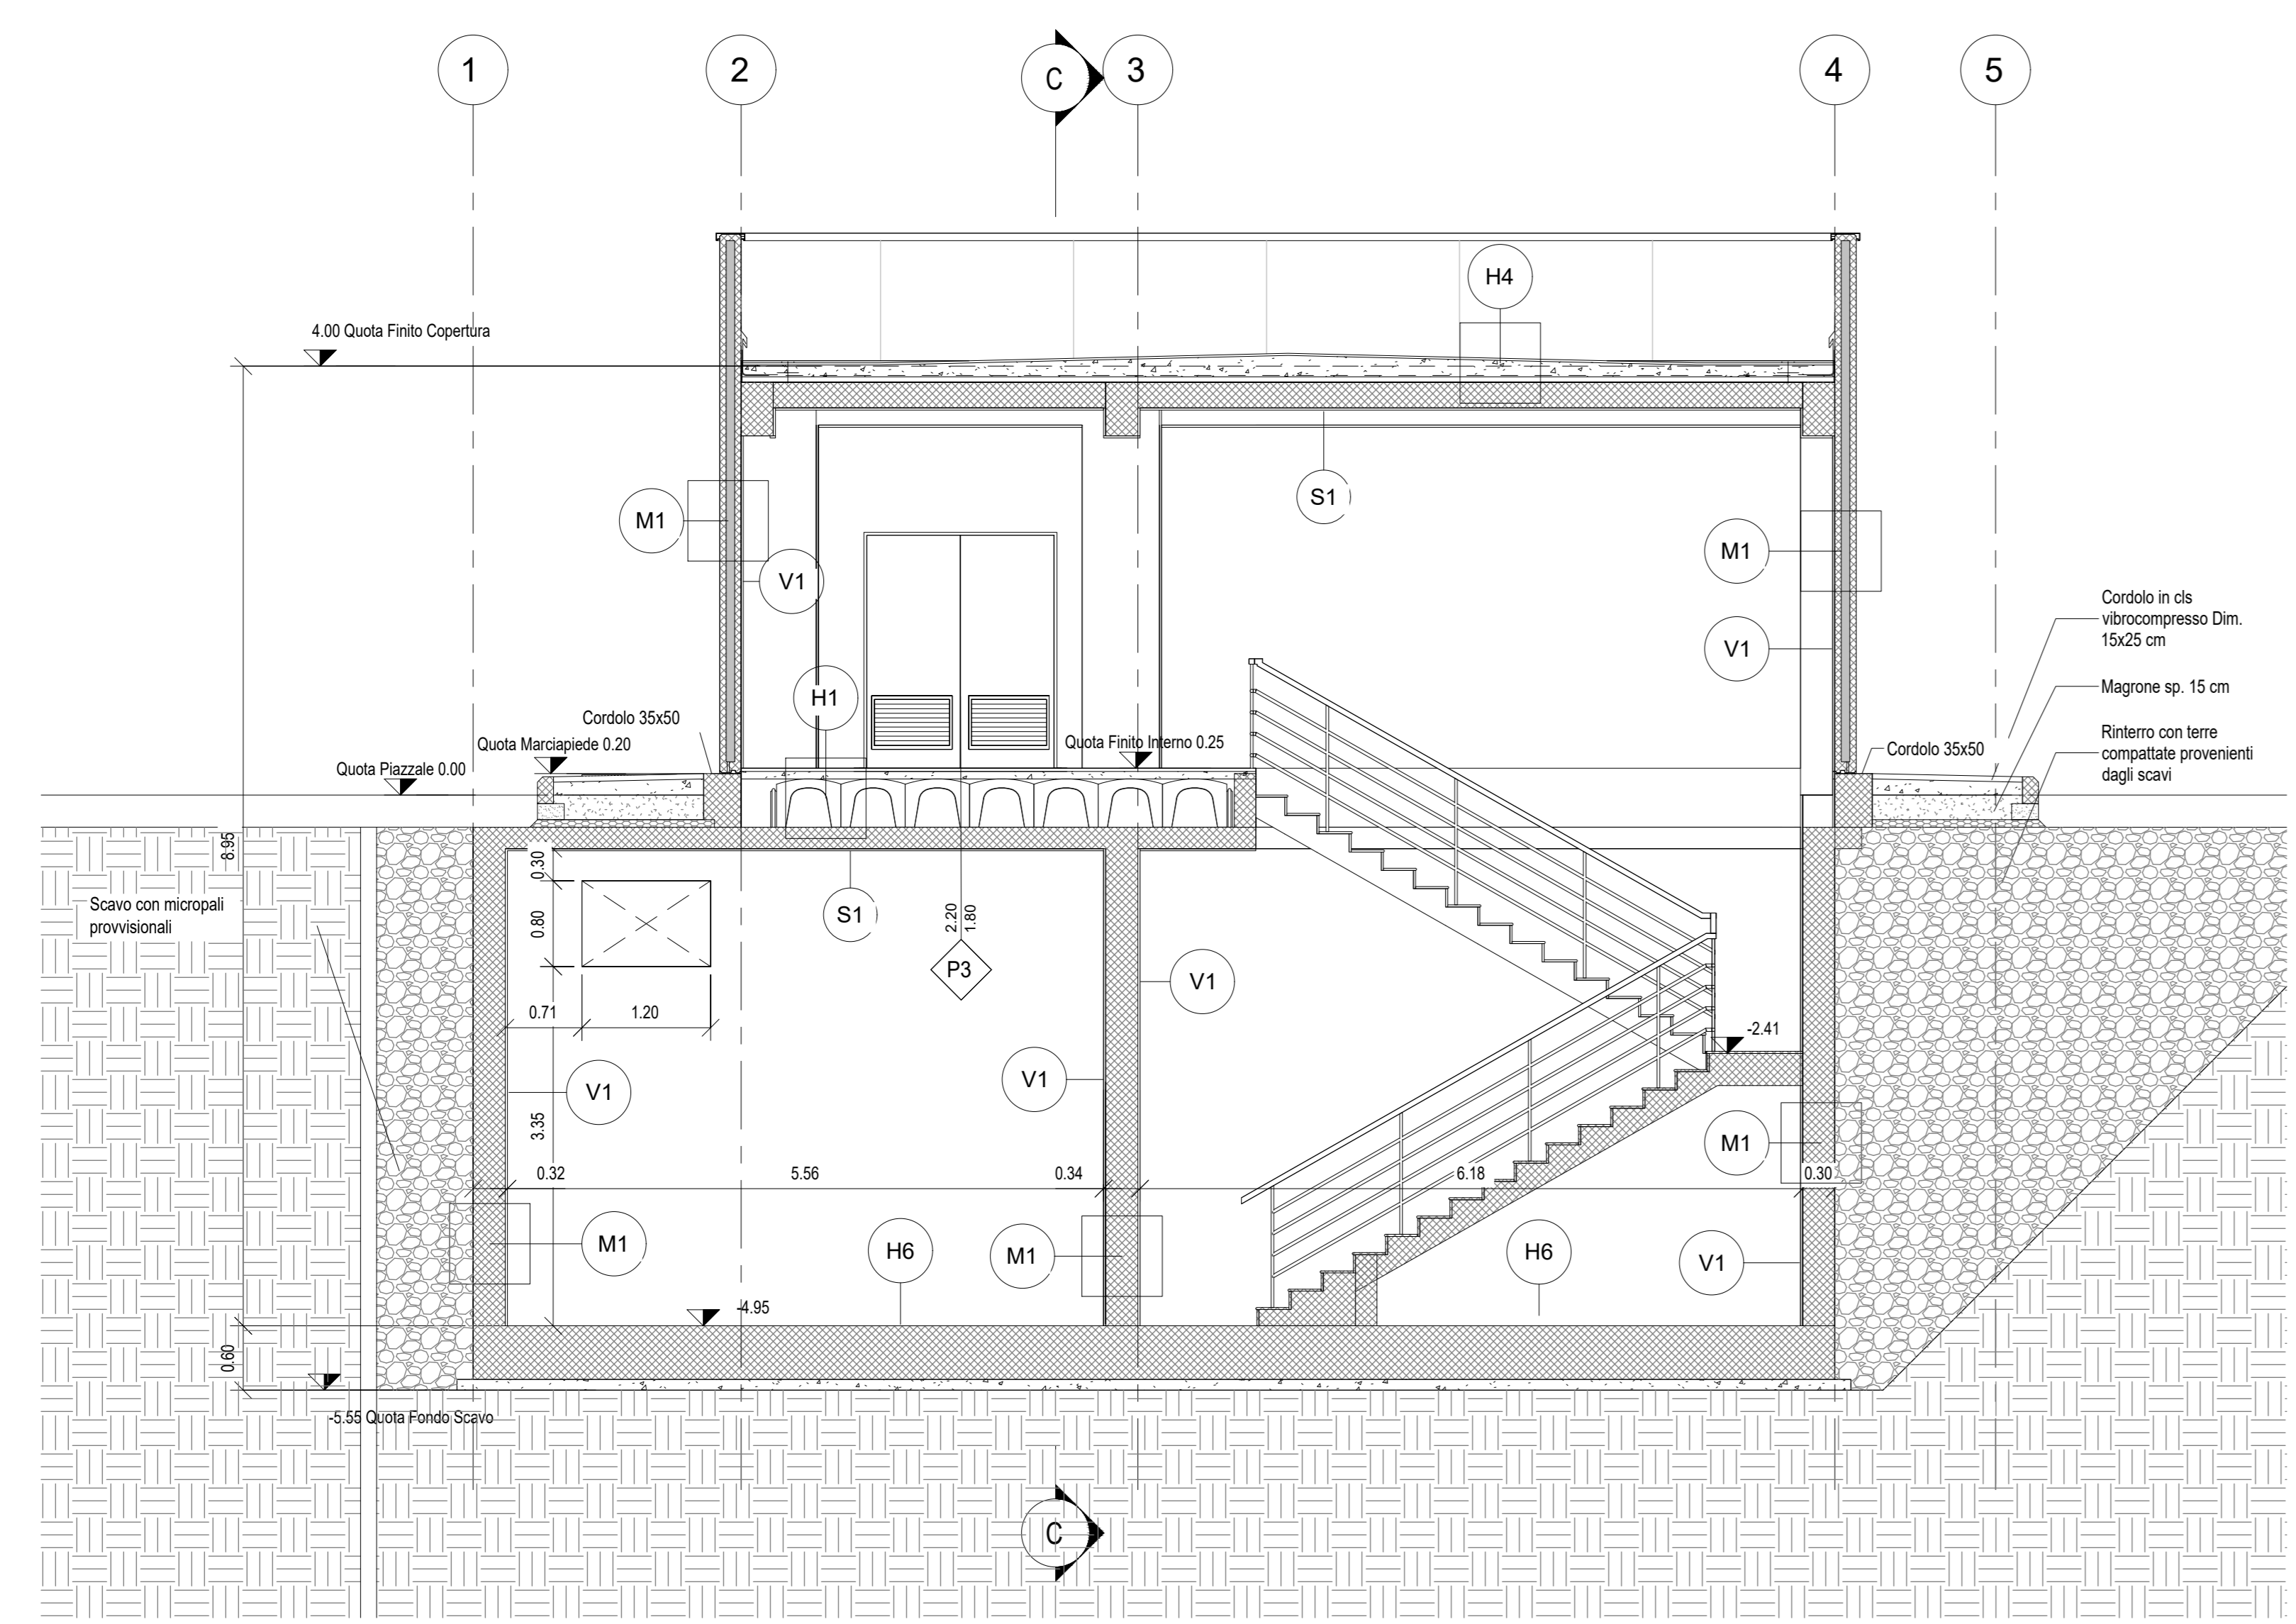 1
2
C
3
4
5
H4
4.00 Quota Finito Copertura
S1
M1
M1
V1
V1
Cordolo in cls
vibrocompresso Dim.
15x25 cm
Magrone sp. 15 cm
Rinterro con terre
compattate provenienti
dagli scavi
H1
Cordolo 35x50
Quota Marciapiede 0.20
Quota Finito Interno 0.25
Cordolo 35x50
Quota Piazzale 0.00
8.95
0.30
Scavo con micropali
provvisionali
0.80
S1
2.20
1.80
P3
V1
0.71
1.20
-2.41
V1
V1
3.35
M1
0.32
5.56
0.34
6.18
0.30
M1
H6
M1
H6
V1
-4.95
0.60
-5.55 Quota Fondo Scavo
C